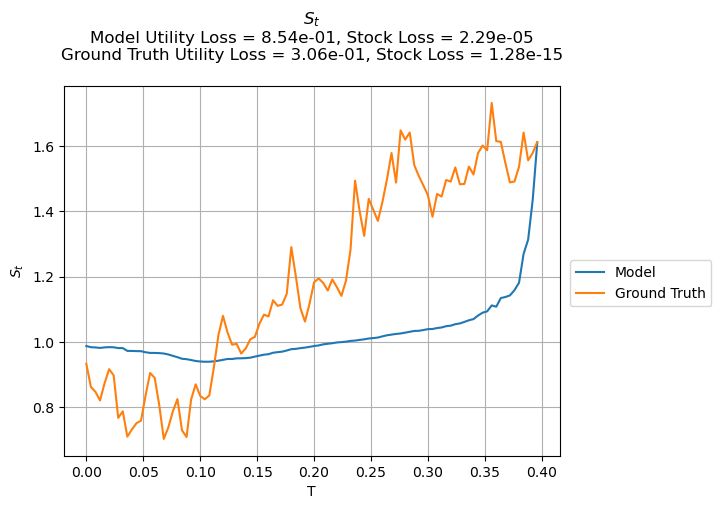 S_t
Model Utility Loss = 8.54e-01, Stock Loss = 2.29e-05
Ground Truth Utility Loss = 3.06e-01, Stock Loss = 1.28e-15
1.6
1.4
1.2
1.0
0.8
S_t
0.00 0.05 0.10 0.15 0.20 0.25 0.30 0.35 0.40
T
Model
Ground Truth